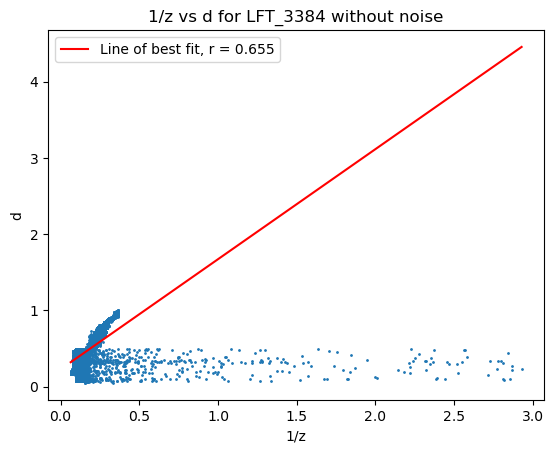 1/z vs d for LFT_3384 without noise
Line of best fit, r = 0.655
4
3
2
1
0
d
0.0 0.5 1.0 1.5 2.0 2.5 3.0
1/z